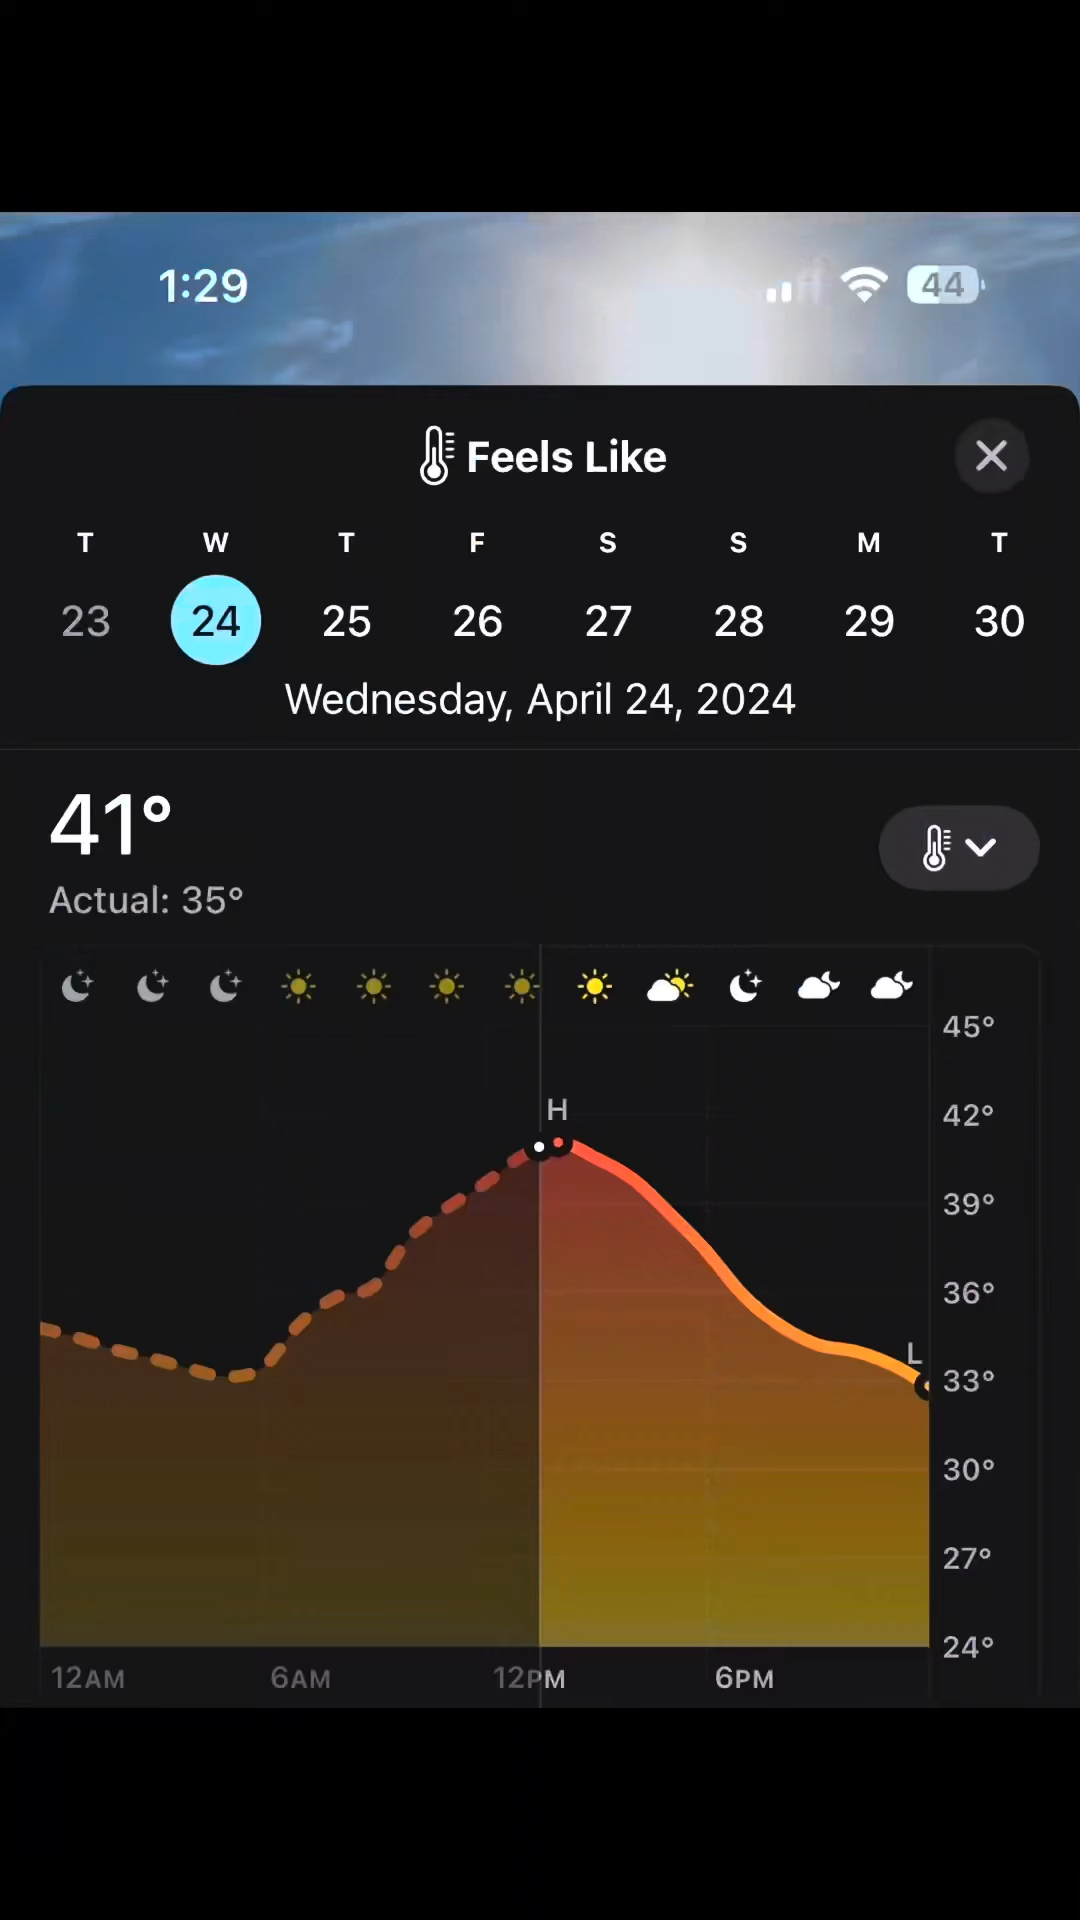 1:29
44
Feels Like
T W T F S S M T
23 24 25 26 27 28 29 30
Wednesday, April 24, 2024
41°
Actual: 35°
45°
H
42°
39°
36°
L
33°
30°
27°
24°
12AM 6AM 12PM 6PM